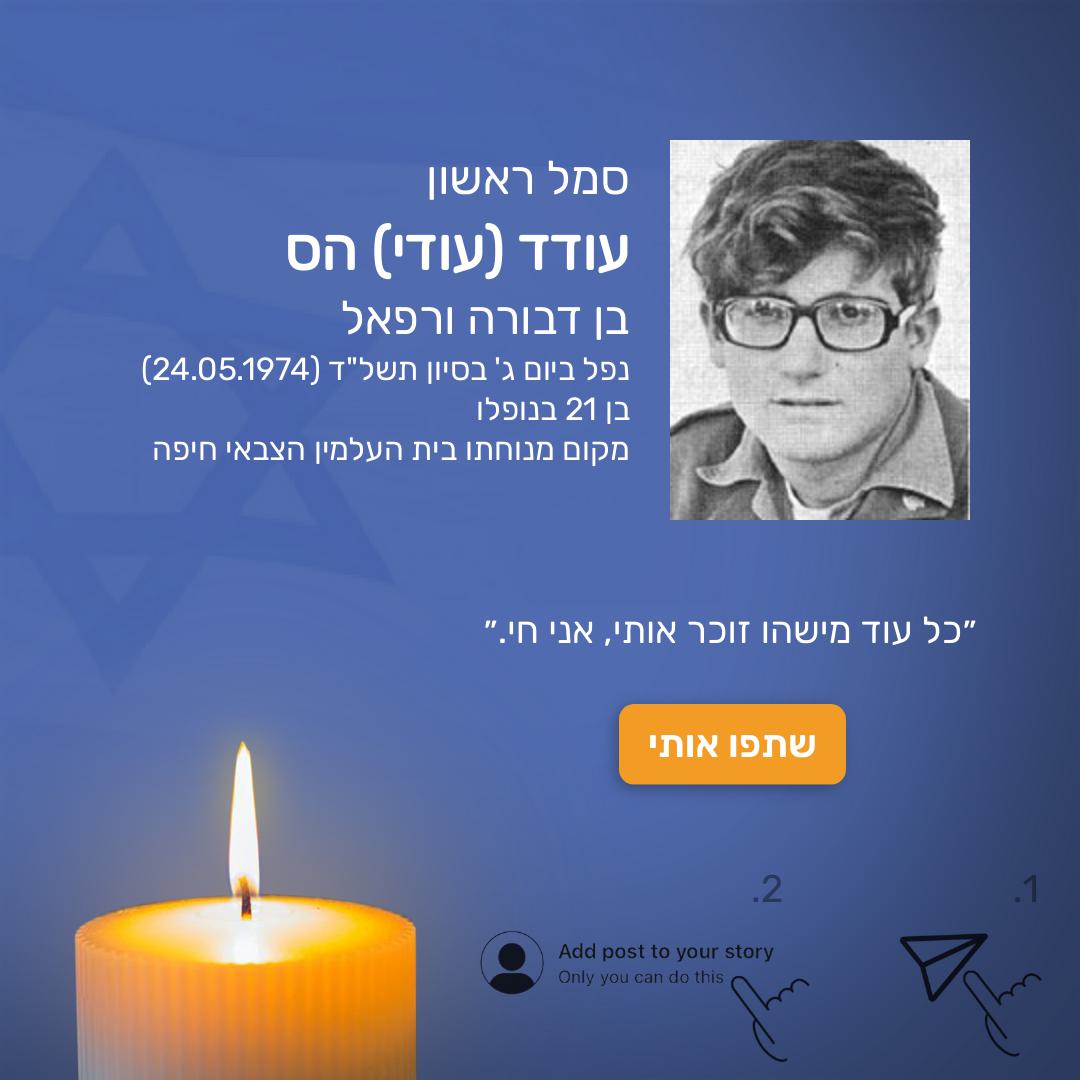 סמל ראשון
עודד (עודי) הס
בן דבורה ורפאל
נפל ביום ג' בסיון תשל"ד (24.05.1974)
בן 21 בנופלו
מקום מנוחתו בית העלמין הצבאי חיפה
״כל עוד מישהו זוכר אותי, אני חי.״
שתפו אותי
1.
2.
Add post to your story
Only you can do this